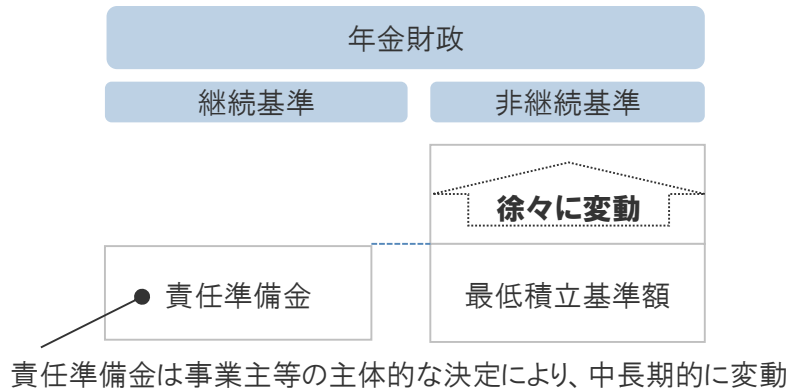 年金財政
継続基準
非継続基準
徐々に変動
責任準備金
最低積立基準額
責任準備金は事業主等の主体的な決定により、中長期的に変動